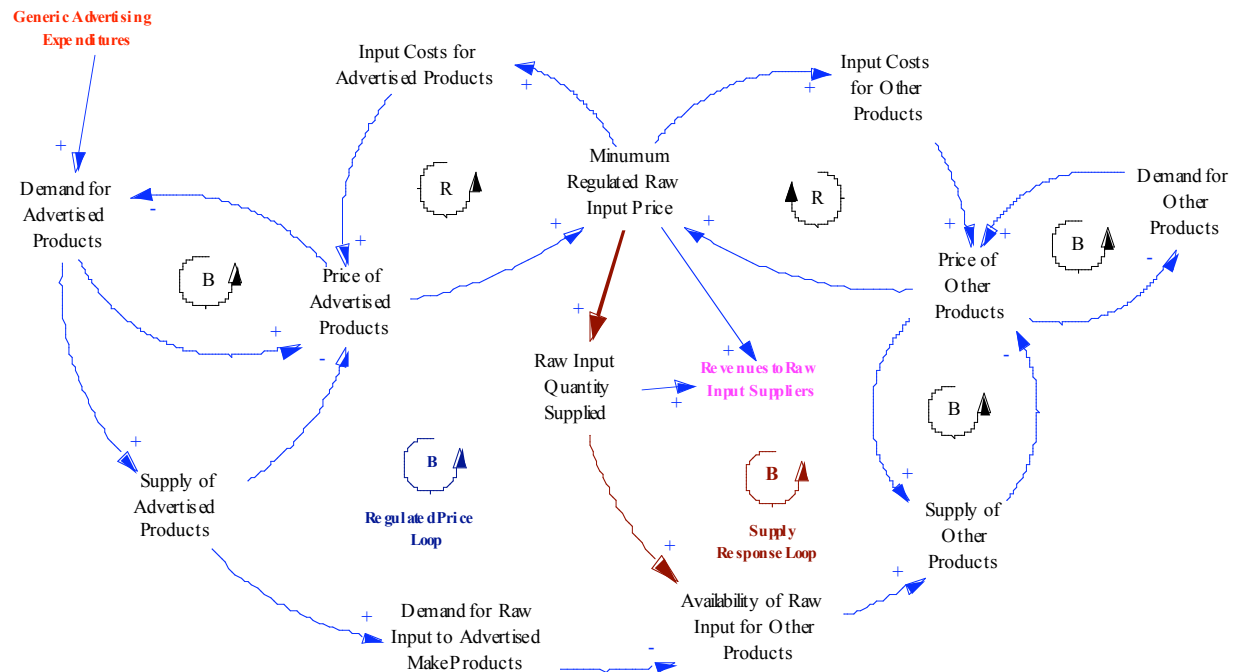 Generic Advertising
Expenditures
Input Costs for
Advertised Products
Input Costs
for Other
Products
+
+
+
Minumum
Regulated Raw
Input Price
Demand for
Advertised
Products
-
R
R
Demand for
Other
Products
+
+
+
+
+
B
Price of
Advertised
Products
Price of
Other
Products
B
-
+
-
+
Raw Input
Quantity
Supplied
+
+
Revenues to Raw
Input Suppliers
-
B
+
Supply of
Advertised
Products
B
Regulated Price
Loop
B
Supply
Response Loop
+
Supply of
Other
Products
+
+
+
Demand for Raw
Input to Advertised
Make Products
-
Availability of Raw
Input for Other
Products